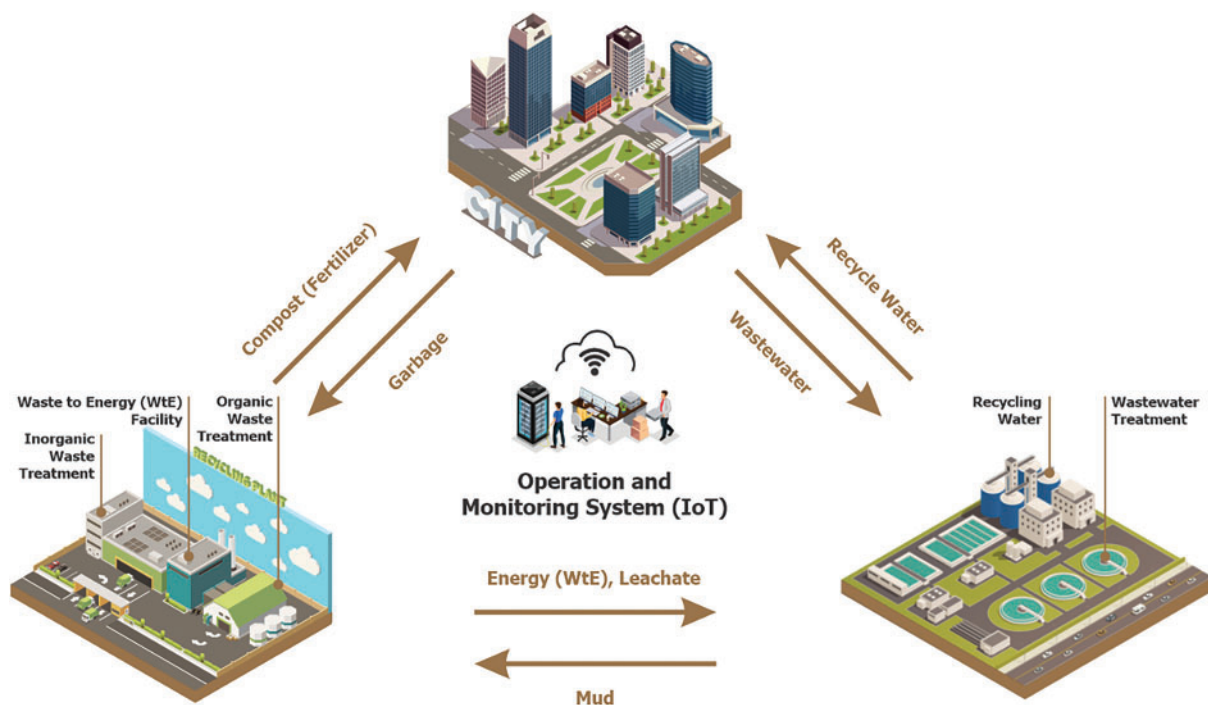 CITY
Compost (Fertilizer)
Garbage
Recycle Water
Wastewater
Waste to Energy (WtE)
Facility
Organic
Waste
Treatment
Inorganic
Waste
Treatment
RECYCLING PLANT
Operation and
Monitoring System (IoT)
Recycling
Water
Wastewater
Treatment
Energy (WtE), Leachate
Mud